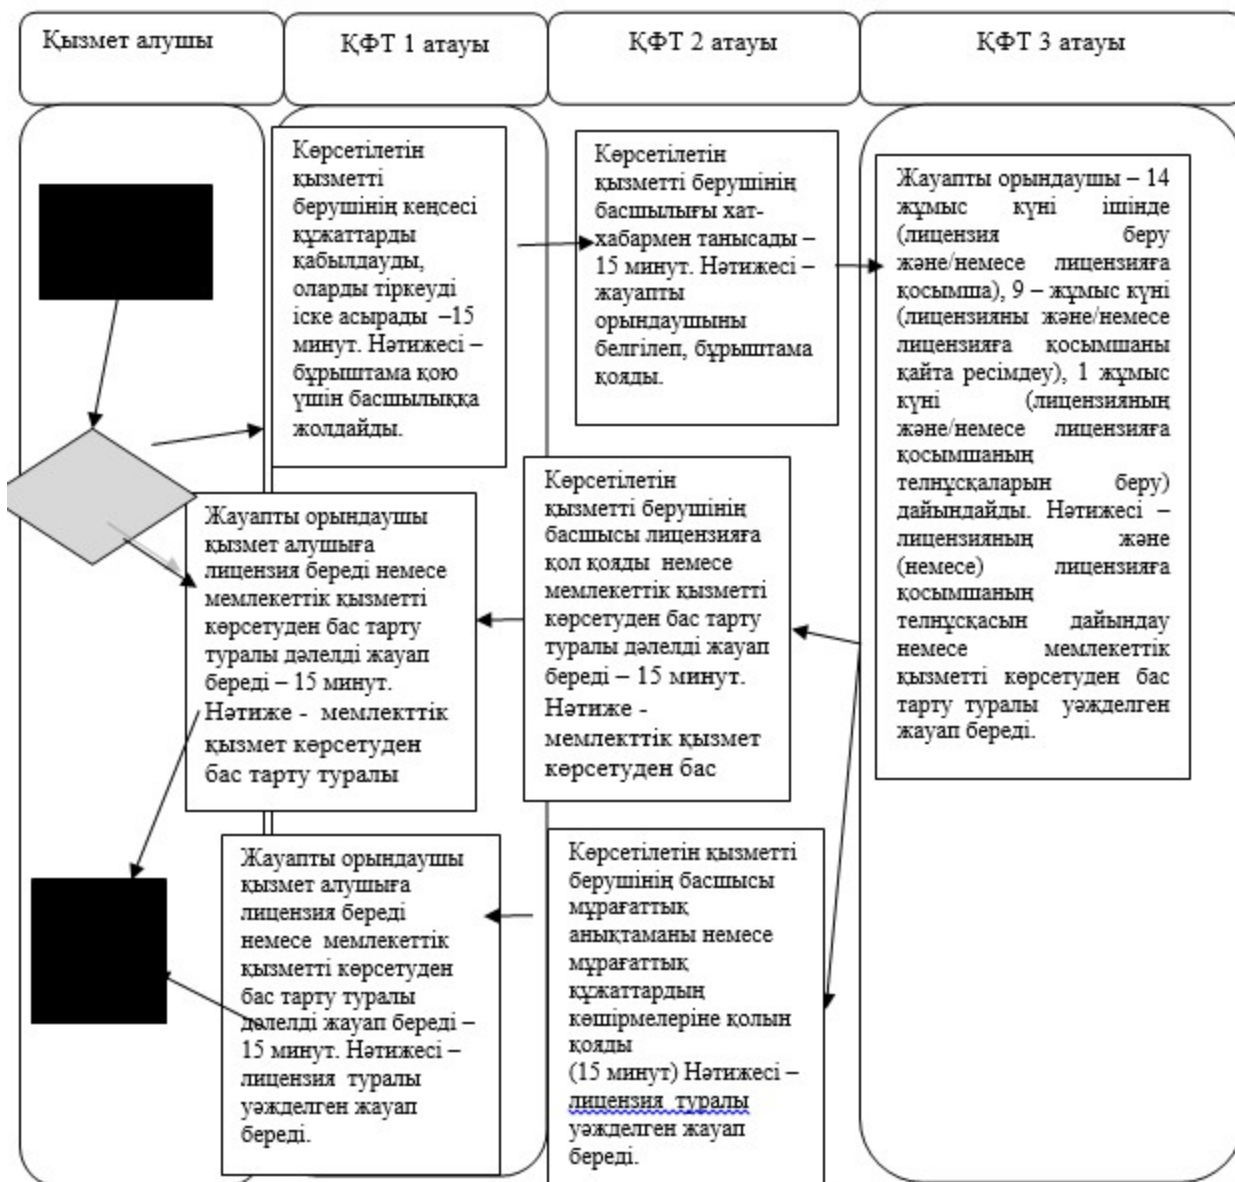 Қызмет алушы
ҚФТ 1 атауы
ҚФТ 2 атауы
ҚФТ 3 атауы
Көрсетілетін
қызметті
берушінің кеңсесі
құжаттарды
қабылдауды,
оларды тіркеуді
іске асырады –15
минут. Нәтижесі –
бұрыштама қою
үшін басшылыққа
жолдайды.
Көрсетілетін
қызметті берушінің
басшылығы хат-
хабармен танысады –
15 минут. Нәтижесі –
жауапты
орындаушыны
белгілеп, бұрыштама
қояды.
Жауапты орындаушы – 14
жұмыс күні ішінде
(лицензия беру
және/немесе лицензияға
қосымша), 9 – жұмыс күні
(лицензияны және/немесе
лицензияға қосымшаны
қайта ресімдеу), 1 жұмыс
күні (лицензияның
және/немесе лицензияға
қосымшаның
телнұсқаларын беру)
дайындайды. Нәтижесі –
лицензияның және
(немесе) лицензияға
қосымшаның
телнұсқасын дайындау
немесе мемлекеттік
қызметті көрсетуден бас
тарту туралы уәжделген
жауап береді.
Жауапты орындаушы
қызмет алушыға
лицензия береді немесе
мемлекеттік қызметті
көрсетуден бас тарту
туралы дәлелді жауап
береді – 15 минут.
Нәтиже - мемлекттік
қызмет көрсетуден
бас тарту туралы
Көрсетілетін
қызметті берушінің
басшысы лицензияға
қол қояды немесе
мемлекеттік қызметті
көрсетуден бас тарту
туралы дәлелді жауап
береді – 15 минут.
Нәтиже -
мемлекттік қызмет
көрсетуден бас
Жауапты орындаушы
қызмет алушыға
лицензия береді
немесе мемлекеттік
қызметті көрсетуден
бас тарту туралы
дәлелді жауап береді –
15 минут. Нәтижесі –
лицензия туралы
уәжделген жауап
береді.
Көрсетілетін қызметті
берушінің басшысы
мұрағаттық
анықтаманы немесе
мұрағаттық
құжаттардың
көшірмелеріне қолын
қояды
(15 минут) Нәтижесі –
лицензия туралы
уәжделген жауап
береді.